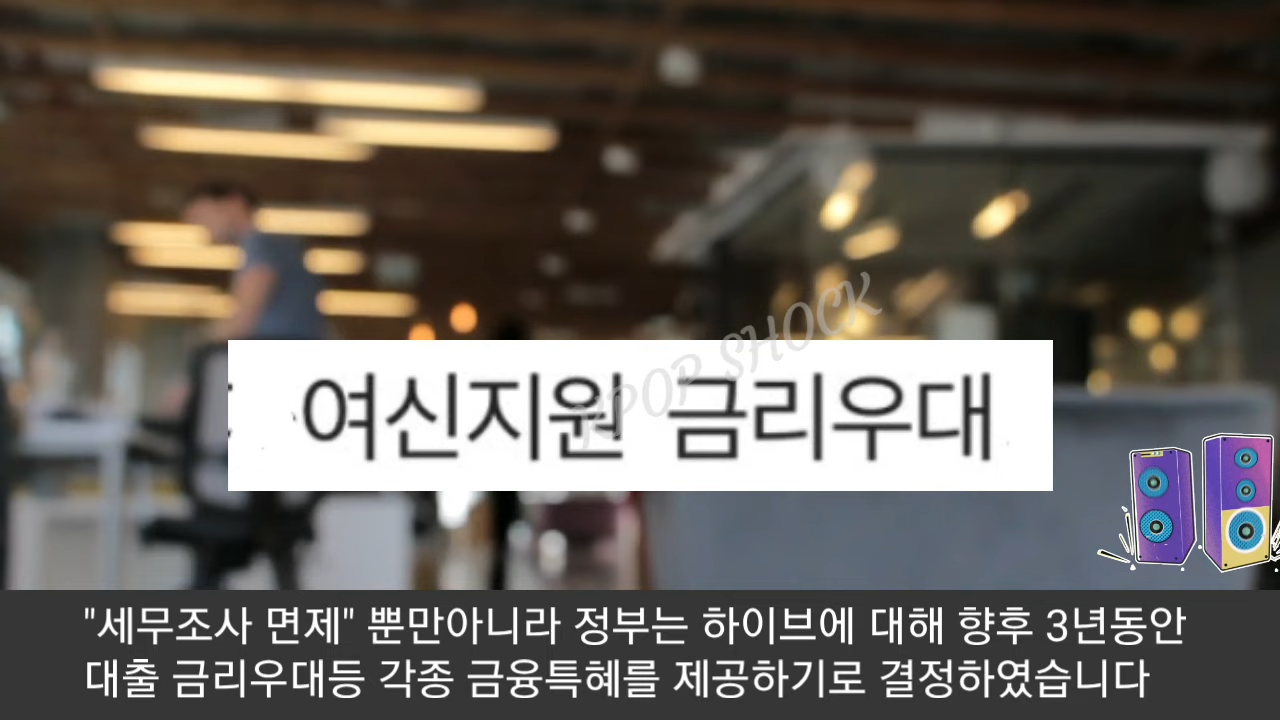 KPOP SHOCK
여신지원 금리우대
"세무조사 면제" 뿐만아니라 정부는 하이브에 대해 향후 3년동안
대출 금리우대등 각종 금융특혜를 제공하기로 결정하였습니다